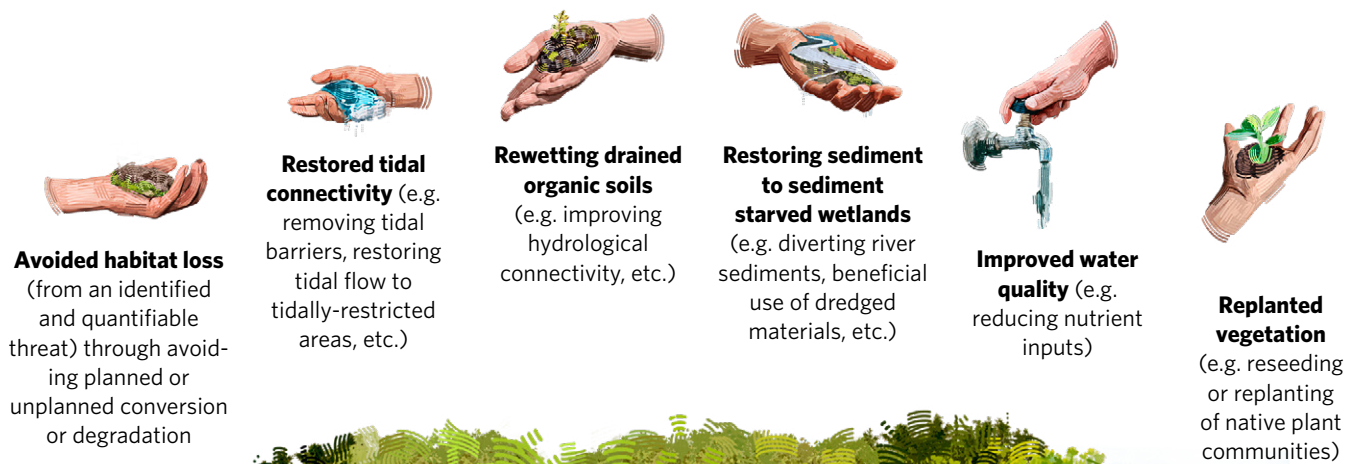 Avoided habitat loss
(from an identified
and quantifiable
threat) through avoid-
ing planned or
unplanned conversion
or degradation
Restored tidal
connectivity (e.g.
removing tidal
barriers, restoring
tidal flow to
tidally-restricted
areas, etc.)
Rewetting drained
organic soils
(e.g. improving
hydrological
connectivity, etc.)
Restoring sediment
to sediment
starved wetlands
(e.g. diverting river
sediments, beneficial
use of dredged
materials, etc.)
Improved water
quality (e.g.
reducing nutrient
inputs)
Replanted
vegetation
(e.g. reseeding
or replanting
of native plant
communities)